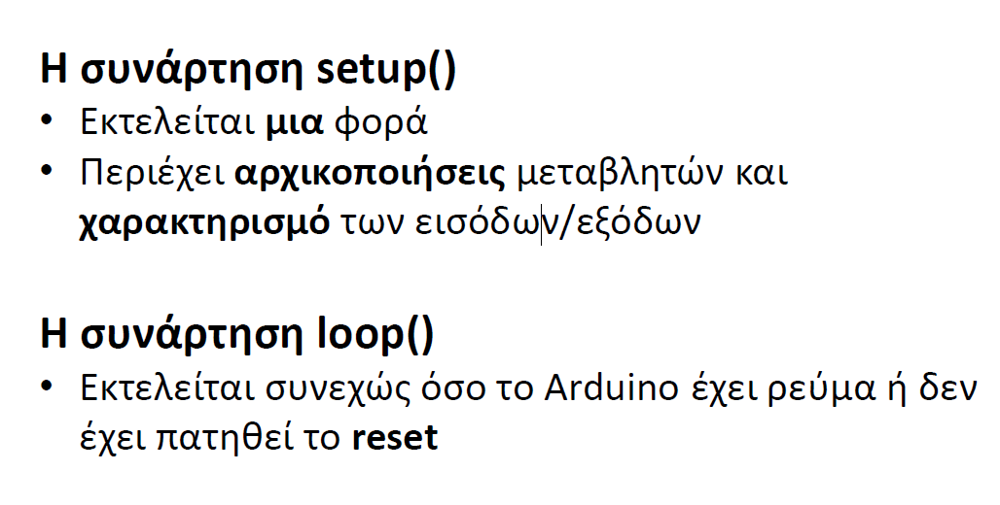 Η συνάρτηση setup()
• Εκτελείται μια φορά
• Περιέχει αρχικοποιήσεις μεταβλητών και
χαρακτηρισμό των εισόδων/εξόδων
Η συνάρτηση loop()
• Εκτελείται συνεχώς όσο το Arduino έχει ρεύμα ή δεν
έχει πατηθεί το reset